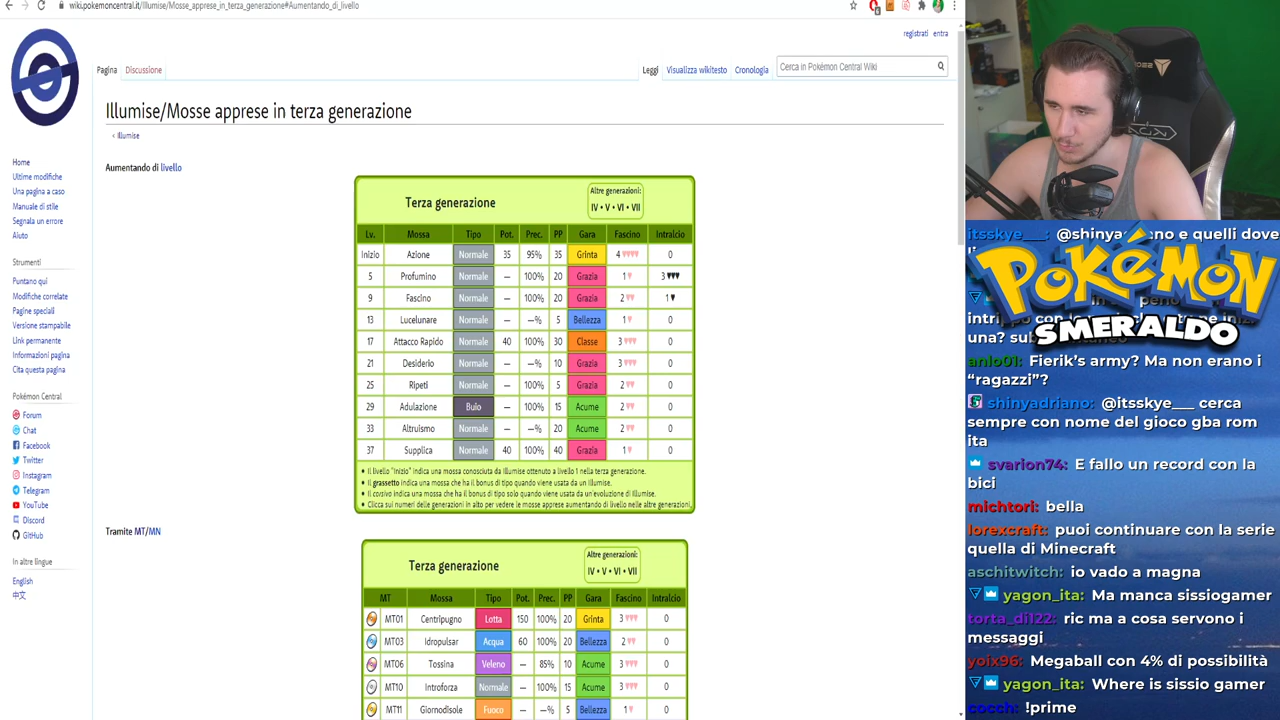 wiki.pokemoncentral.it/Illumise/Mosse_apprese_in_terza_generazione#Aumentando_di_livello
registrati entra
Pagina Discussione Leggi Visualizza wikitesto Cronologia Cerca in Pokémon Central Wiki
Illumise/Mosse apprese in terza generazione
< Illumise
Home
Ultime modifiche
Una pagina a caso
Manuale di stile
Segnala un errore
Aiuto
Strumenti
Puntano qui
Modifiche correlate
Pagine speciali
Versione stampabile
Link permanente
Informazioni pagina
Cita questa pagina
Pokémon Central
Forum
Chat
Facebook
Twitter
Instagram
Telegram
YouTube
Discord
GitHub
In altre lingue
English
中文
Aumentando di livello
Terza generazione
Altre generazioni:
IV • V • VI • VII
Lv. Mossa Tipo Pot. Prec. PP Gara Fascino Intralcio
Inizio Azione Normale 35 95% 35 Grinta 4 ♥♥♥♥ 0
5 Profumino Normale — 100% 20 Grazia 1 ♥ 3 ♥♥♥
9 Fascino Normale — 100% 20 Grazia 2 ♥♥ 1 ♥
13 Lucelunare Normale — —% 5 Bellezza 1 ♥ 0
17 Attacco Rapido Normale 40 100% 30 Classe 3 ♥♥♥ 0
21 Desiderio Normale — —% 10 Grazia 3 ♥♥♥ 0
25 Ripeti Normale — 100% 5 Grazia 2 ♥♥ 0
29 Adulazione Buio — 100% 15 Acume 2 ♥♥ 0
33 Altruismo Normale — —% 20 Acume 2 ♥♥ 0
37 Supplica Normale 40 100% 40 Grazia 1 ♥ 0
• Il livello "Inizio" indica una mossa conosciuta da Illumise ottenuto a livello 1 nella terza generazione.
• Il grassetto indica una mossa che ha il bonus di tipo quando viene usata da un Illumise.
• Il corsivo indica una mossa che ha il bonus di tipo solo quando viene usata da un'evoluzione di Illumise.
• Clicca sui numeri delle generazioni in alto per vedere le mosse apprese aumentando di livello nelle altre generazioni.
Tramite MT/MN
Terza generazione
Altre generazioni:
IV • V • VI • VII
MT Mossa Tipo Pot. Prec. PP Gara Fascino Intralcio
MT01 Centripugno Lotta 150 100% 20 Grinta 3 ♥♥♥ 0
MT03 Idropulsar Acqua 60 100% 20 Bellezza 2 ♥♥ 0
MT06 Tossina Veleno — 85% 10 Acume 3 ♥♥♥ 0
MT10 Introforza Normale — 100% 15 Acume 3 ♥♥♥ 0
MT11 Giornodisole Fuoco — —% 5 Bellezza 1 ♥ 0
itsskye___: @shinyadriano e quelli dove
POKÉMON
SMERALDO
una? sub
anlo01: Fierik's army? Ma non erano i
“ragazzi”?
shinyadriano: @itsskye___ cerca
sempre con nome del gioco gba rom
ita
svarion74: E fallo un record con la
bici
michtori: bella
lorexcraft: puoi continuare con la serie
quella di Minecraft
aschitwitch: io vado a magna
yagon_ita: Ma manca sissiogamer
torta_di122: ric ma a cosa servono i
messaggi
yoix96: Megaball con 4% di possibilità
yagon_ita: Where is sissio gamer
cocch: !prime